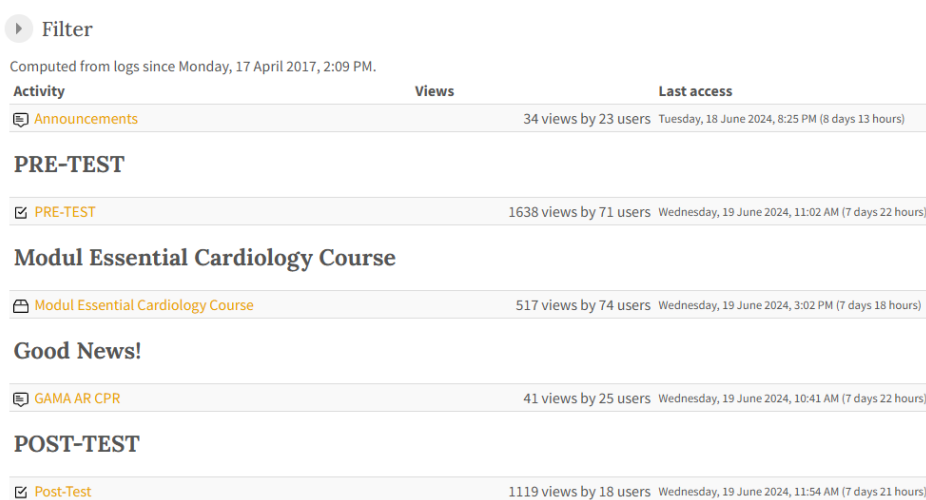 Filter
Computed from logs since Monday, 17 April 2017, 2:09 PM.
Activity Views Last access
Announcements 34 views by 23 users Tuesday, 18 June 2024, 8:25 PM (8 days 13 hours)
PRE-TEST
PRE-TEST 1638 views by 71 users Wednesday, 19 June 2024, 11:02 AM (7 days 22 hours)
Modul Essential Cardiology Course
Modul Essential Cardiology Course 517 views by 74 users Wednesday, 19 June 2024, 3:02 PM (7 days 18 hours)
Good News!
GAMA AR CPR 41 views by 25 users Wednesday, 19 June 2024, 10:41 AM (7 days 22 hours)
POST-TEST
Post-Test 1119 views by 18 users Wednesday, 19 June 2024, 11:54 AM (7 days 21 hours)